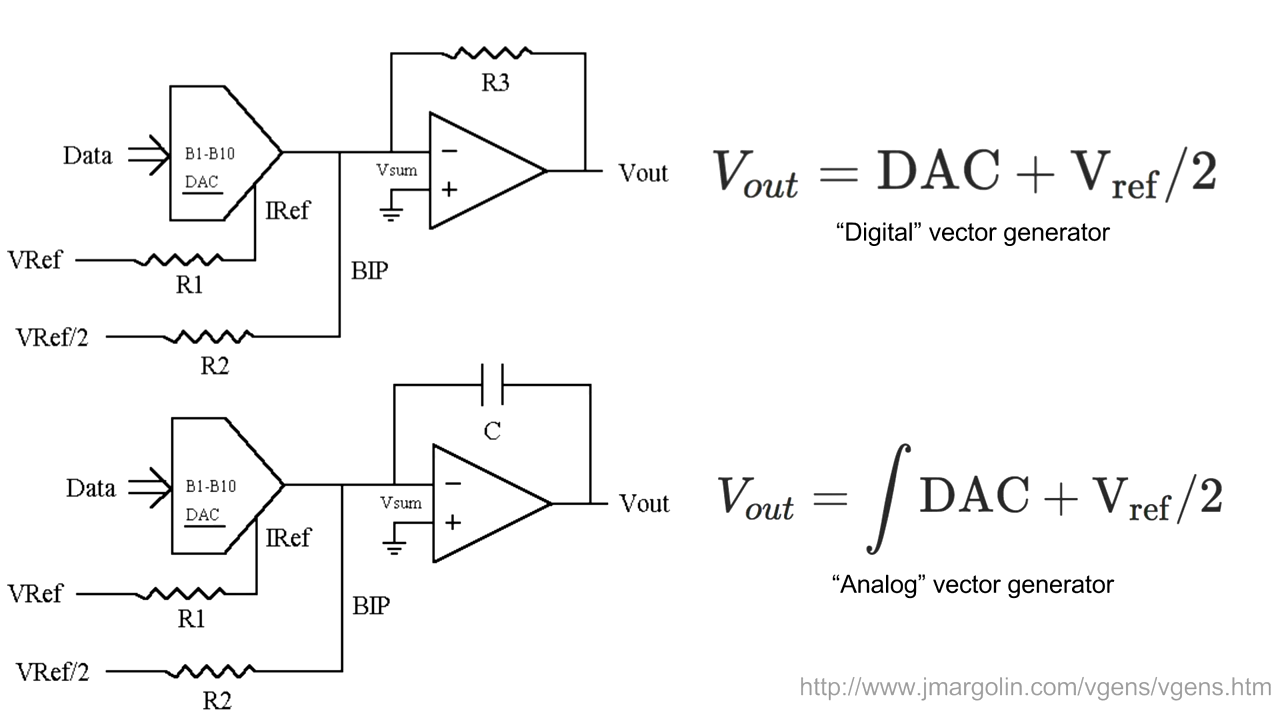 R3
Data
B1-B10
DAC
Vsum
−
+
Vout
IRef
VRef
R1
BIP
VRef/2
R2
V_out = DAC + V_ref/2
“Digital” vector generator
C
Data
B1-B10
DAC
Vsum
−
+
Vout
IRef
VRef
R1
BIP
VRef/2
R2
V_out = ∫ DAC + V_ref/2
“Analog” vector generator
http://www.jmargolin.com/vgens/vgens.htm